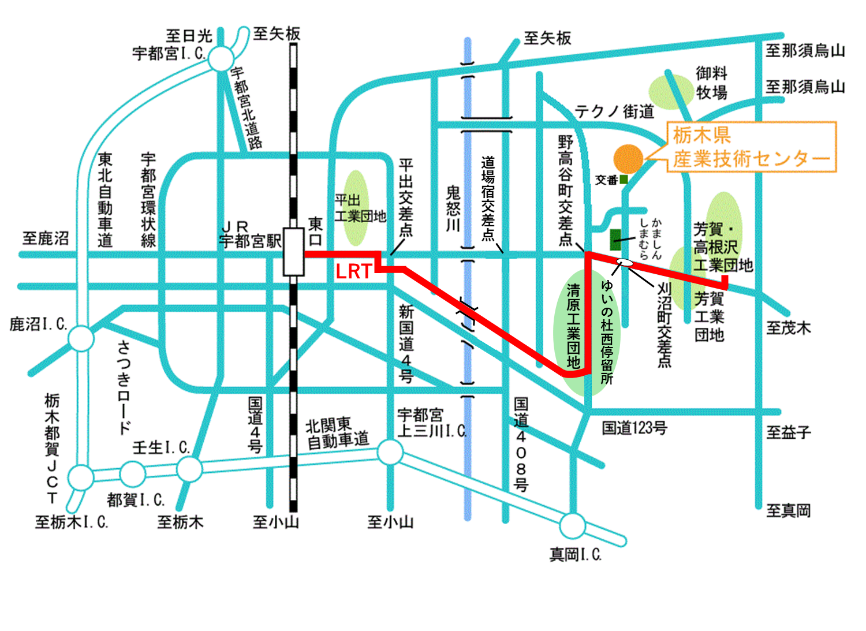 至日光
至矢板
宇都宮I.C.
至矢板
至那須烏山
御料
牧場
至那須烏山
宇都宮北道路
テクノ街道
栃木県
産業技術センター
野高谷町交差点
東北自動車道
宇都宮環状線
平出交差点
道場宿交差点
交番
鬼怒川
平出
工業団地
ＪＲ
宇都宮駅
東口
かましん
しまむら
芳賀・
高根沢
工業団地
至鹿沼
LRT
清原工業団地
ゆいの杜西停留所
刈沼町交差点
芳賀
工業
団地
鹿沼I.C.
新国道４号
至茂木
さつきロード
栃木都賀ＪＣＴ
国道４号
北関東
自動車道
宇都宮
上三川I.C.
国道４０８号
国道123号
至益子
壬生I.C.
都賀I.C.
至栃木I.C.
至栃木
至小山
至小山
至真岡
真岡I.C.